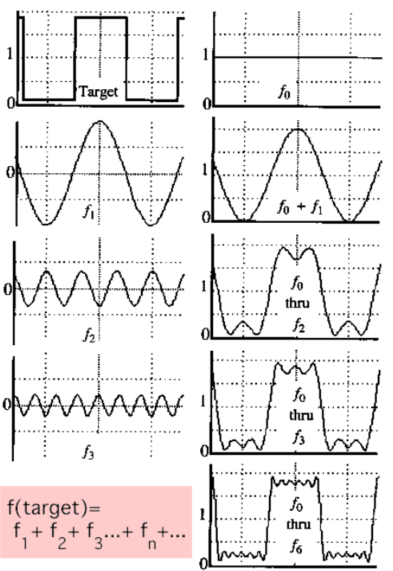 1
0
Target
1
0
f0
0
f1
1
0
f0 + f1
0
f2
1
0
f0
thru
f2
0
f3
1
0
f0
thru
f3
1
0
f0
thru
f6
f(target)=
f1+ f2+ f3...+ fn+...